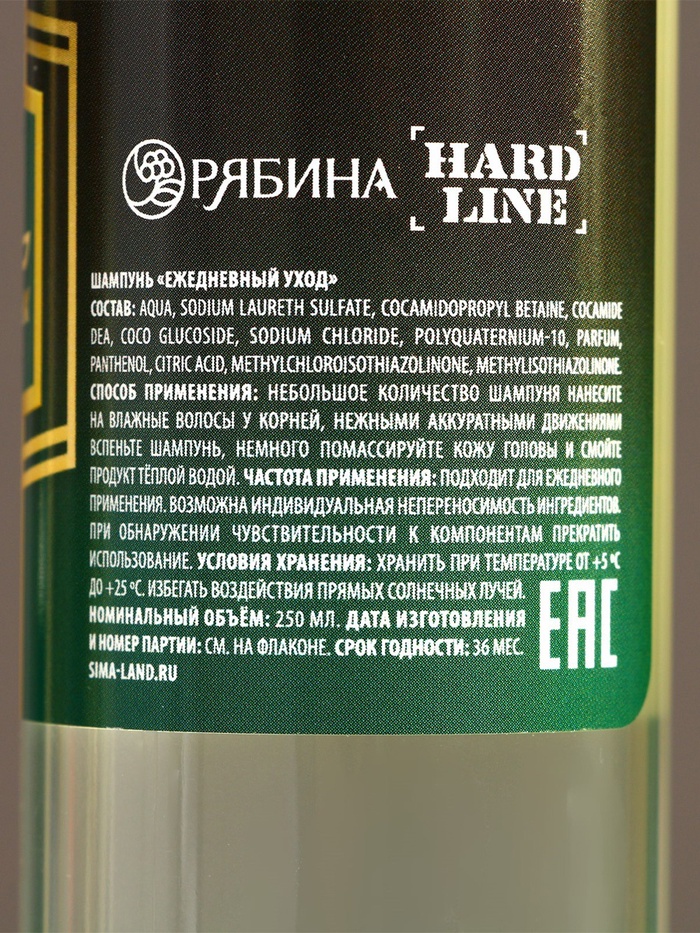 РЯБИНА HARD LINE
ШАМПУНЬ «ЕЖЕДНЕВНЫЙ УХОД»
СОСТАВ: AQUA, SODIUM LAURETH SULFATE, COCAMIDOPROPYL BETAINE, COCAMIDE
DEA, COCO GLUCOSIDE, SODIUM CHLORIDE, POLYQUATERNIUM-10, PARFUM,
PANTHENOL, CITRIC ACID, METHYLCHLOROISOTHIAZOLINONE, METHYLISOTHIAZOLINONE.
СПОСОБ ПРИМЕНЕНИЯ: НЕБОЛЬШОЕ КОЛИЧЕСТВО ШАМПУНЯ НАНЕСИТЕ
НА ВЛАЖНЫЕ ВОЛОСЫ У КОРНЕЙ, НЕЖНЫМИ АККУРАТНЫМИ ДВИЖЕНИЯМИ
ВСПЕНЬТЕ ШАМПУНЬ, НЕМНОГО ПОМАССИРУЙТЕ КОЖУ ГОЛОВЫ И СМОЙТЕ
ПРОДУКТ ТЁПЛОЙ ВОДОЙ. ЧАСТОТА ПРИМЕНЕНИЯ: ПОДХОДИТ ДЛЯ ЕЖЕДНЕВНОГО
ПРИМЕНЕНИЯ. ВОЗМОЖНА ИНДИВИДУАЛЬНАЯ НЕПЕРЕНОСИМОСТЬ ИНГРЕДИЕНТОВ.
ПРИ ОБНАРУЖЕНИИ ЧУВСТВИТЕЛЬНОСТИ К КОМПОНЕНТАМ ПРЕКРАТИТЬ
ИСПОЛЬЗОВАНИЕ. УСЛОВИЯ ХРАНЕНИЯ: ХРАНИТЬ ПРИ ТЕМПЕРАТУРЕ ОТ +5 ºС
ДО +25 ºС. ИЗБЕГАТЬ ВОЗДЕЙСТВИЯ ПРЯМЫХ СОЛНЕЧНЫХ ЛУЧЕЙ.
НОМИНАЛЬНЫЙ ОБЪЁМ: 250 МЛ. ДАТА ИЗГОТОВЛЕНИЯ
И НОМЕР ПАРТИИ: СМ. НА ФЛАКОНЕ. СРОК ГОДНОСТИ: 36 МЕС.
SIMA-LAND.RU
EAC